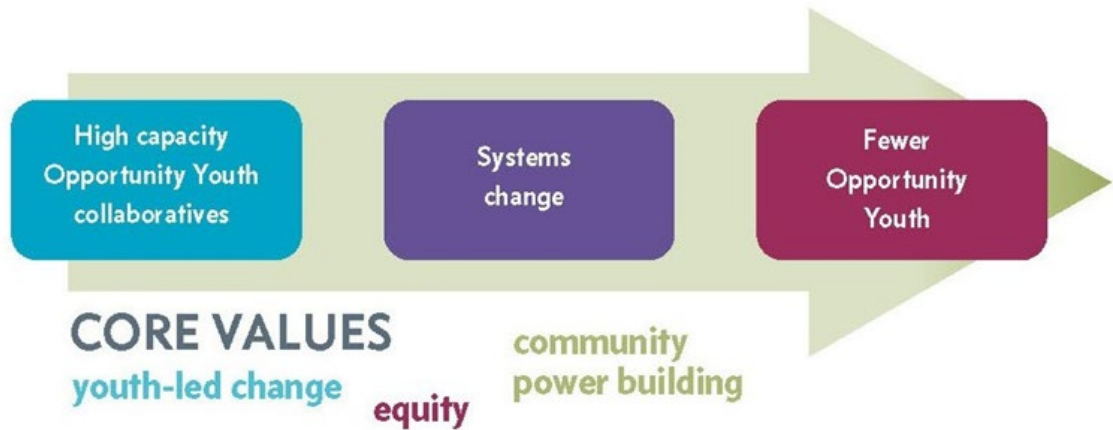 High capacity
Opportunity Youth
collaboratives
Systems
change
Fewer
Opportunity
Youth
CORE VALUES
youth-led change
equity
community
power building